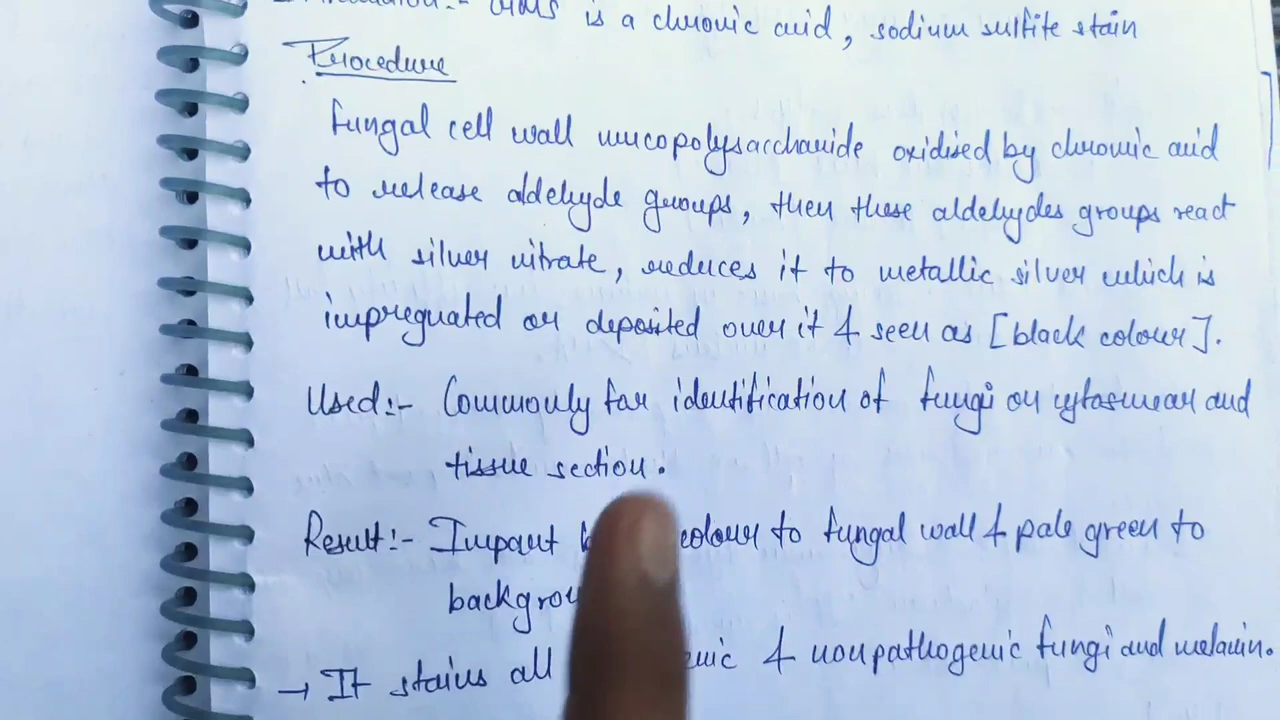 GMS is a chromic acid, sodium sulfite stain
Procedure
Fungal cell wall mucopolysaccharide oxidised by chromic acid
to release aldehyde groups, then these aldehydes groups react
with silver nitrate, reduces it to metallic silver which is
impregnated or deposited over it & seen as [black colour].
Used:- Commonly for identification of fungi on cytosmear and
tissue section.
Result:- Impart colour to fungal wall & pale green to
→ It stains all & nonpathogenic fungi and melanin.